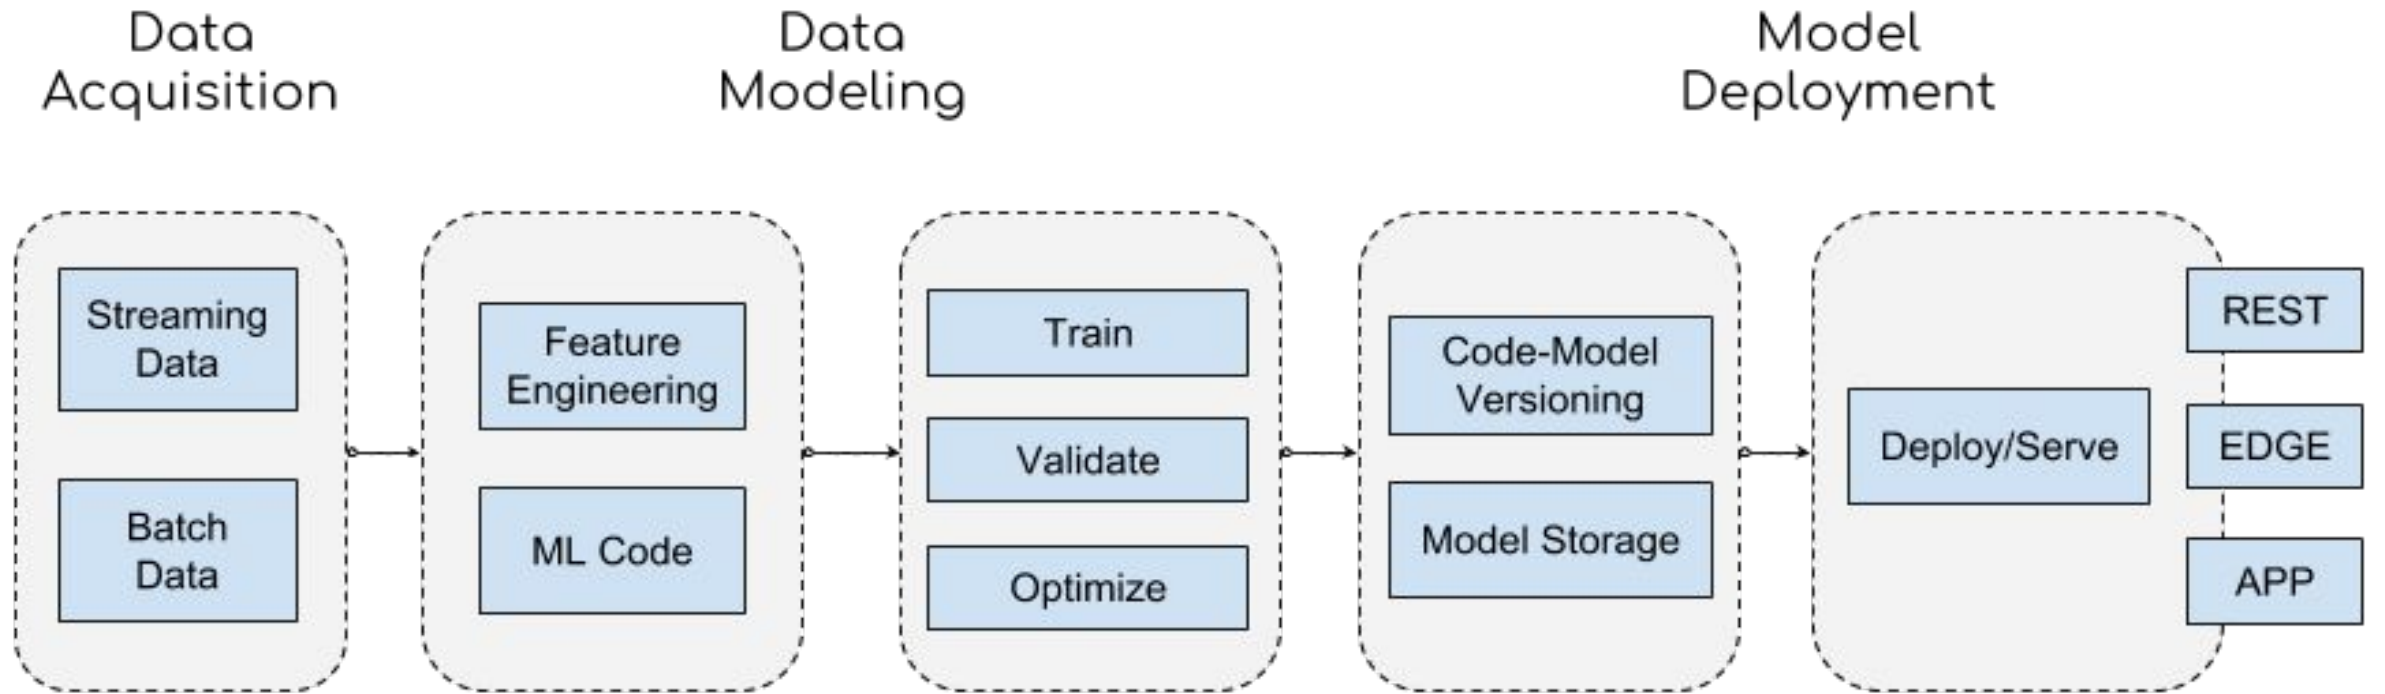 Data
Acquisition
Data
Modeling
Model
Deployment
Streaming
Data
Batch
Data
Feature
Engineering
ML Code
Train
Validate
Optimize
Code-Model
Versioning
Model Storage
Deploy/Serve
REST
EDGE
APP